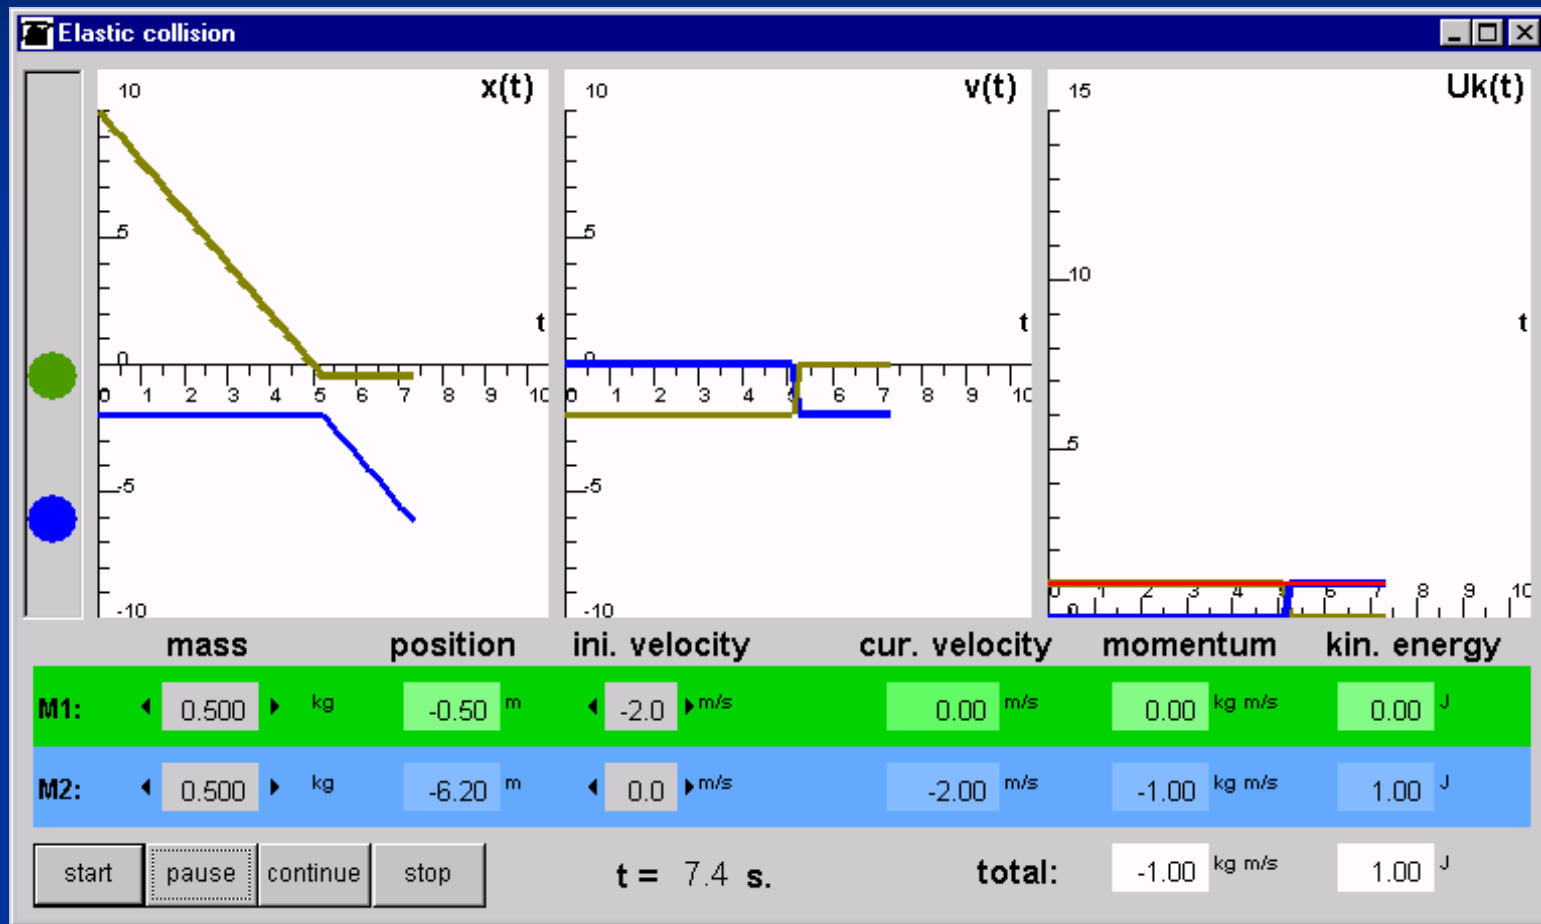 Elastic collision
10 x(t)
5
t
0
0 1 2 3 4 5 6 7 8 9 10
-5
-10
10 v(t)
t
0
0 1 2 3 4 5 6 7 8 9 10
-5
-10
15 Uk(t)
10
t
5
0 1 2 3 4 5 6 7 8 9 10
0
mass position ini. velocity cur. velocity momentum kin. energy
M1: 0.500 kg -0.50 m -2.0 m/s 0.00 m/s 0.00 kg m/s 0.00 J
M2: 0.500 kg -6.20 m 0.0 m/s -2.00 m/s -1.00 kg m/s 1.00 J
start pause continue stop t = 7.4 s. total: -1.00 kg m/s 1.00 J